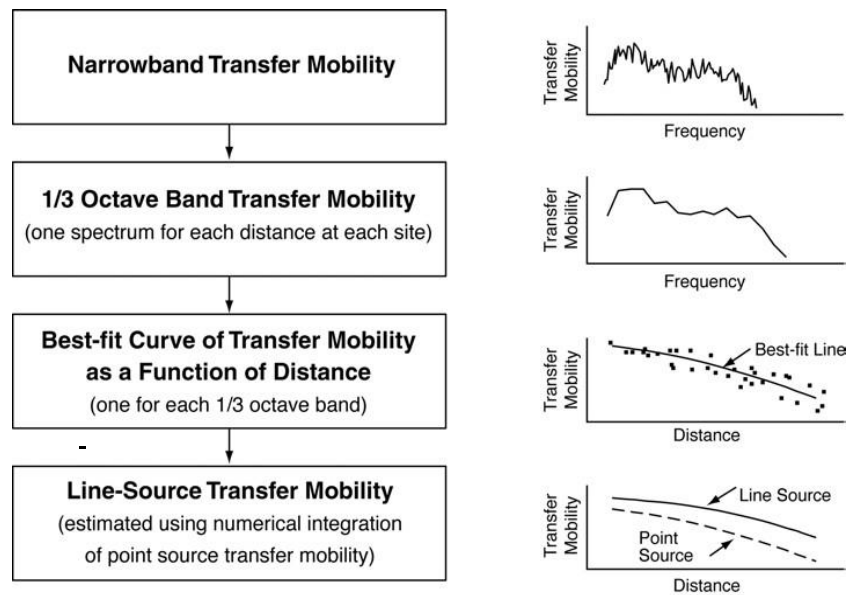 Narrowband Transfer Mobility
Transfer
Mobility
Frequency
1/3 Octave Band Transfer Mobility
(one spectrum for each distance at each site)
Transfer
Mobility
Frequency
Best-fit Curve of Transfer Mobility
as a Function of Distance
(one for each 1/3 octave band)
Transfer
Mobility
Best-fit Line
Distance
-
Line-Source Transfer Mobility
(estimated using numerical integration
of point source transfer mobility)
Transfer
Mobility
Line Source
Point
Source
Distance